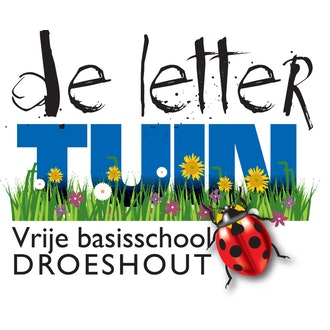 de letteR
TUIN
Vrije basisschool
DROESHOUT